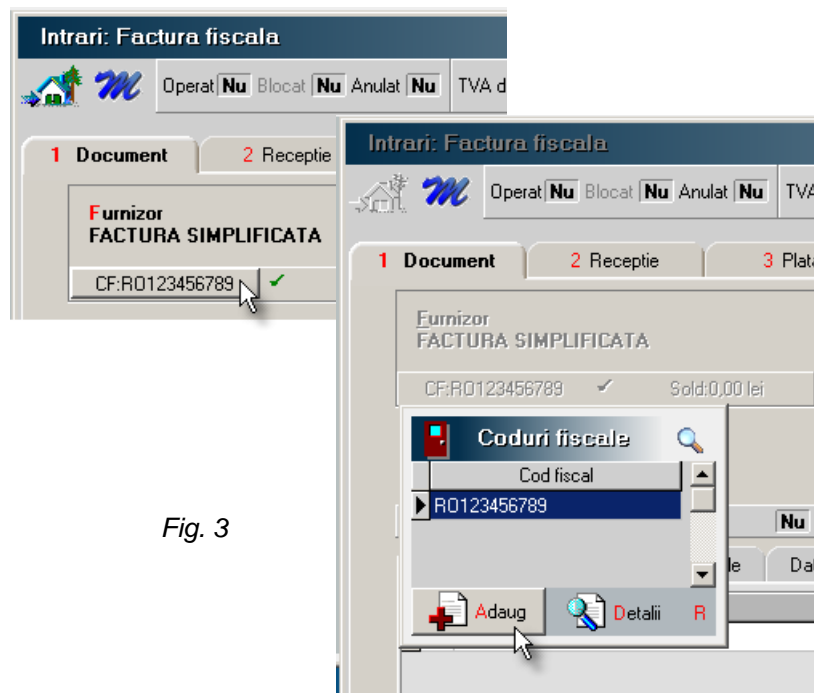 Intrari: Factura fiscala
Operat Nu Blocat Nu Anulat Nu TVA d
1 Document 2 Receptie
Furnizor
FACTURA SIMPLIFICATA
CF:RO123456789
Intrari: Factura fiscala
Operat Nu Blocat Nu Anulat Nu TVA
1 Document 2 Receptie 3 Plata
Furnizor
FACTURA SIMPLIFICATA
CF:RO123456789 Sold:0,00 lei
Coduri fiscale
Cod fiscal
RO123456789
Nu
le Da
Adaug Detalii R
Fig. 3